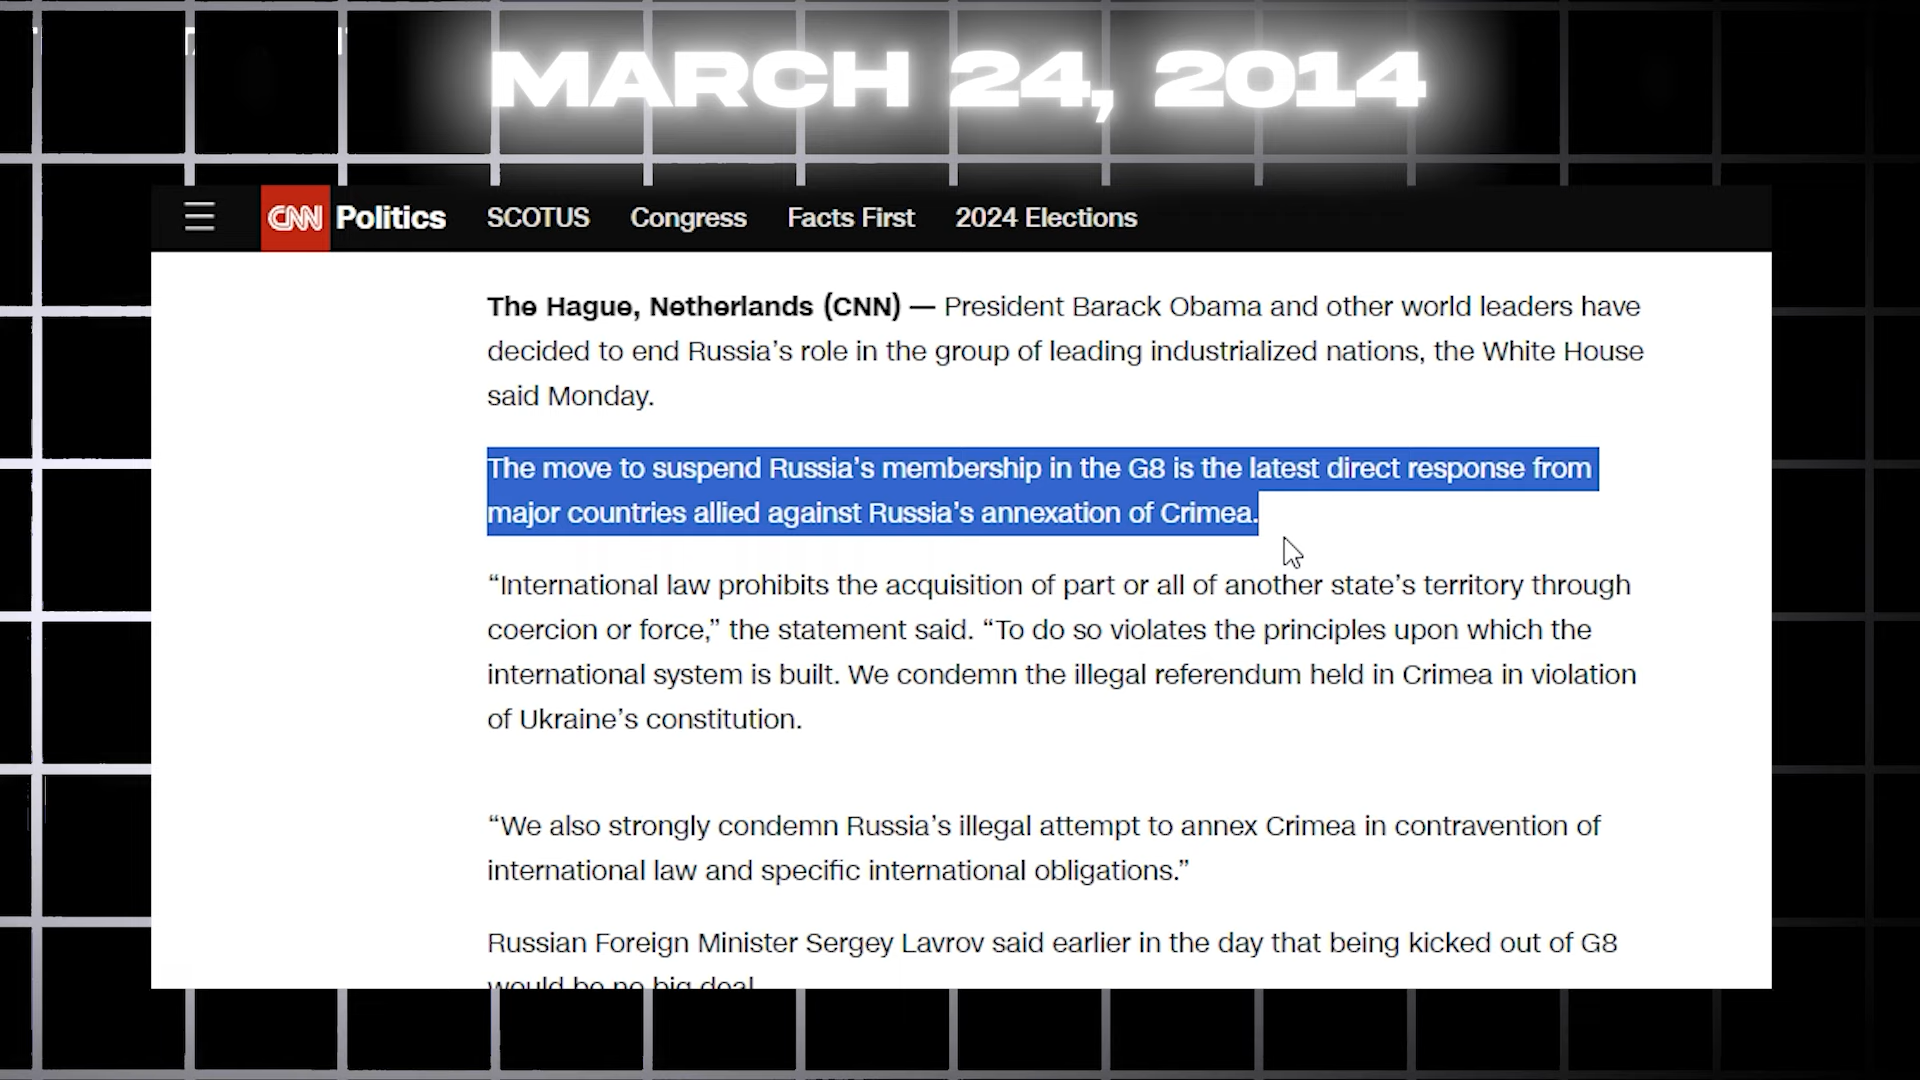 MARCH 24, 2014
CNN Politics SCOTUS Congress Facts First 2024 Elections
The Hague, Netherlands (CNN) — President Barack Obama and other world leaders have
decided to end Russia’s role in the group of leading industrialized nations, the White House
said Monday.
The move to suspend Russia’s membership in the G8 is the latest direct response from
major countries allied against Russia’s annexation of Crimea.
“International law prohibits the acquisition of part or all of another state’s territory through
coercion or force,” the statement said. “To do so violates the principles upon which the
international system is built. We condemn the illegal referendum held in Crimea in violation
of Ukraine’s constitution.
“We also strongly condemn Russia’s illegal attempt to annex Crimea in contravention of
international law and specific international obligations.”
Russian Foreign Minister Sergey Lavrov said earlier in the day that being kicked out of G8
would be no big deal